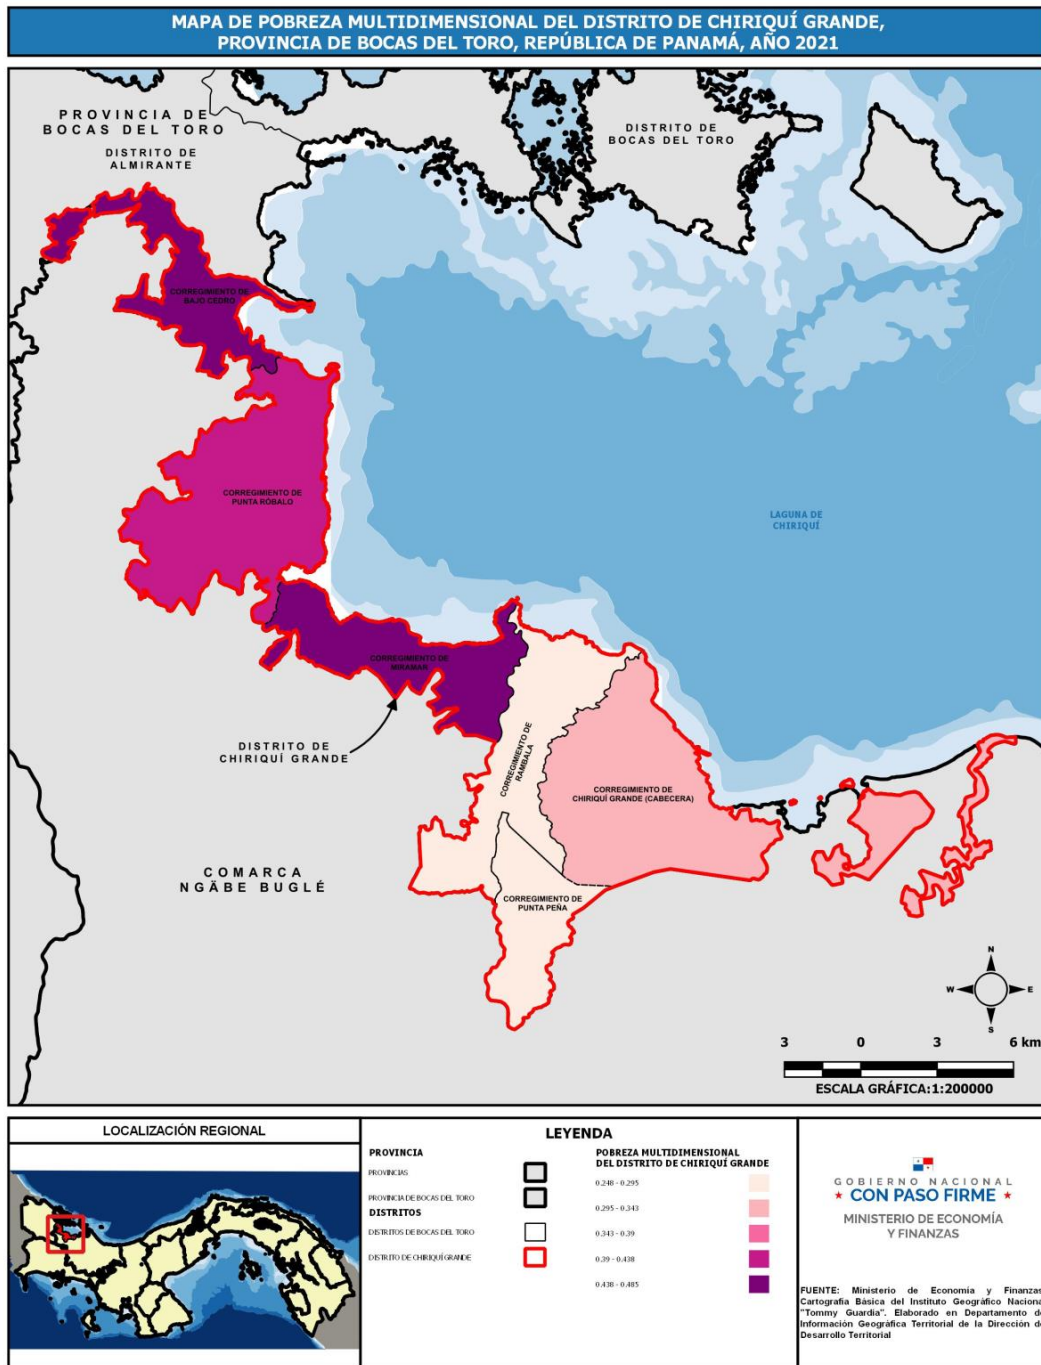 MAPA DE POBREZA MULTIDIMENSIONAL DEL DISTRITO DE CHIRIQUÍ GRANDE,
PROVINCIA DE BOCAS DEL TORO, REPÚBLICA DE PANAMÁ, AÑO 2021
PROVINCIA DE
BOCAS DEL TORO
DISTRITO DE
ALMIRANTE
DISTRITO DE
BOCAS DEL TORO
CORREGIMIENTO DE
BAJO CEDRO
CORREGIMIENTO DE
PUNTA RÓBALO
LAGUNA DE
CHIRIQUÍ
CORREGIMIENTO DE
MIRAMAR
DISTRITO DE
CHIRIQUÍ GRANDE
CORREGIMIENTO DE
RAMBALA
CORREGIMIENTO DE
CHIRIQUÍ GRANDE (CABECERA)
COMARCA
NGÄBE BUGLÉ
CORREGIMIENTO DE
PUNTA PEÑA
N
W E
S
3 0 3 6 km
ESCALA GRÁFICA:1:200000
LOCALIZACIÓN REGIONAL
LEYENDA
PROVINCIA
PROVINCIAS
PROVINCIA DE BOCAS DEL TORO
DISTRITOS
DISTRITOS DE BOCAS DEL TORO
DISTRITO DE CHIRIQUÍ GRANDE
POBREZA MULTIDIMENSIONAL
DEL DISTRITO DE CHIRIQUÍ GRANDE
0.248 - 0.295
0.295 - 0.343
0.343 - 0.39
0.39 - 0.438
0.438 - 0.485
GOBIERNO NACIONAL
CON PASO FIRME
MINISTERIO DE ECONOMÍA
Y FINANZAS
FUENTE: Ministerio de Economía y Finanzas
Cartografía Básica del Instituto Geográfico Naciona
"Tommy Guardia". Elaborado en Departamento de
Información Geográfica Territorial de la Dirección de
Desarrollo Territorial